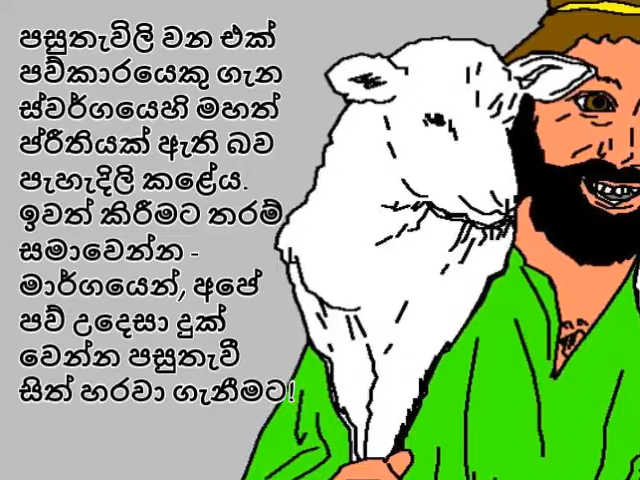 පසුතැවිලි වන එක්
පව්කාරයෙකු ගැන
ස්වර්ගයෙහි මහත්
ප්රීතියක් ඇති බව
පැහැදිලි කළේය.
ඉවත් කිරීමට තරම්
සමාවෙන්න -
මාර්ගයෙන්, අපේ
පව් උදෙසා දුක්
වෙන්න පසුතැවී
සිත් හරවා ගැනීමට!